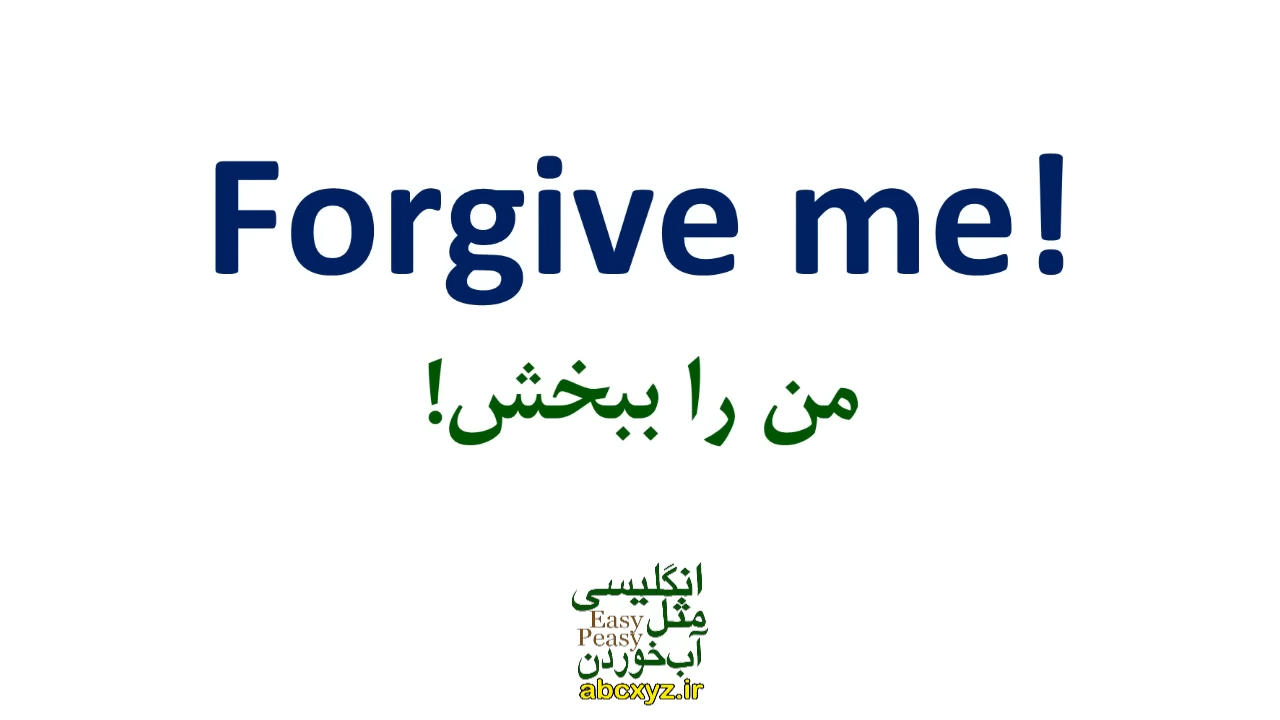 Forgive me!
من را ببخش!
انگلیسی
مثل Easy
Peasy
آب‌خوردن
abcxyz.ir